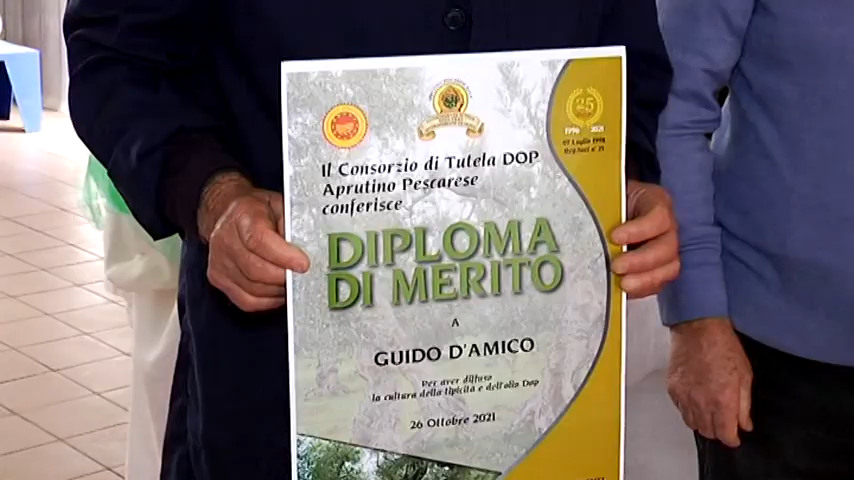 25
1996 2021
Il Consorzio di Tutela DOP
Aprutino Pescarese
conferisce
DIPLOMA
DI MERITO
A
GUIDO D'AMICO
Per aver diffuso
la cultura della tipicità e dell'olio Dop
26 Ottobre 2021